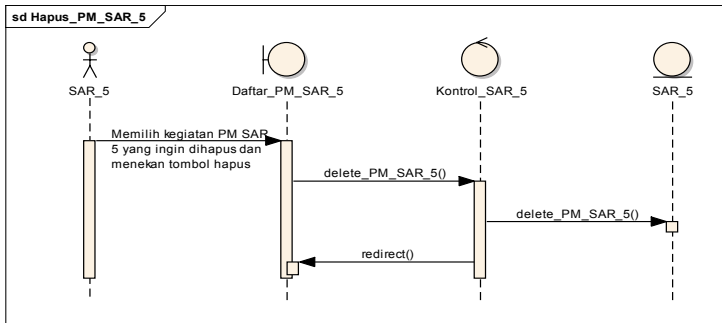 sd Hapus_PM_SAR_5
SAR_5
Daftar_PM_SAR_5
Kontrol_SAR_5
SAR_5
Memilih kegiatan PM SAR
5 yang ingin dihapus dan
menekan tombol hapus
delete_PM_SAR_5()
delete_PM_SAR_5()
redirect()